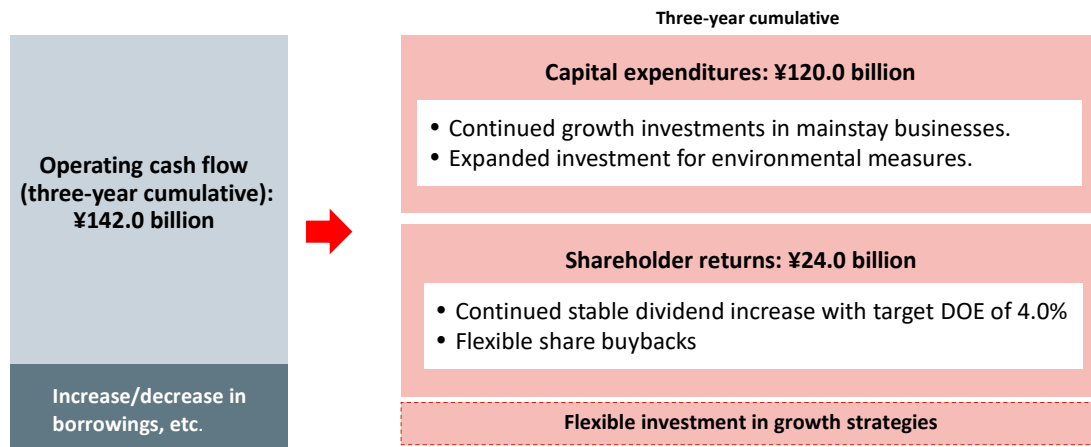 Three-year cumulative
Operating cash flow
(three-year cumulative):
¥142.0 billion
Increase/decrease in
borrowings, etc.
Capital expenditures: ¥120.0 billion
• Continued growth investments in mainstay businesses.
• Expanded investment for environmental measures.
Shareholder returns: ¥24.0 billion
• Continued stable dividend increase with target DOE of 4.0%
• Flexible share buybacks
Flexible investment in growth strategies